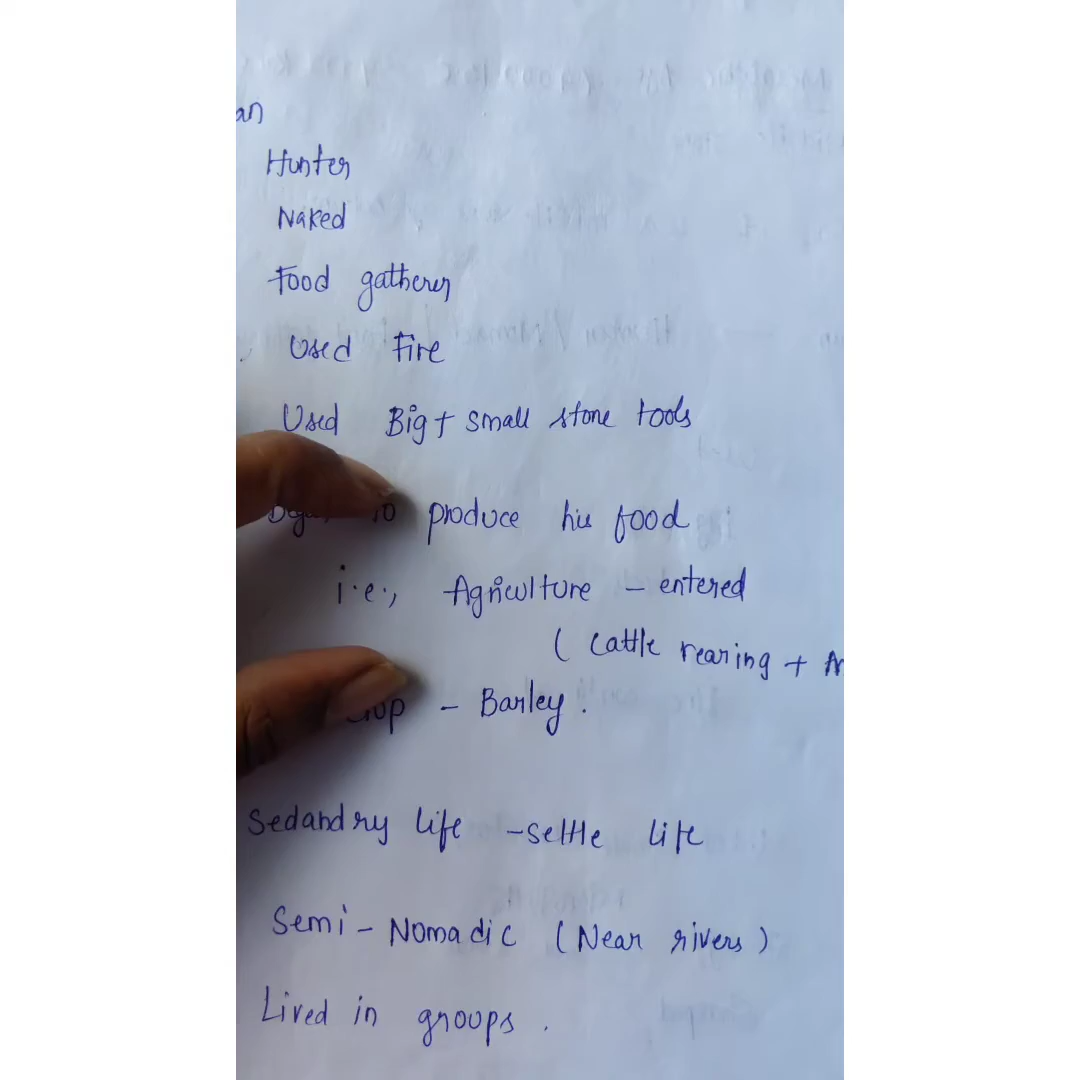 Hunter
Naked
Food gatherer
Used Fire
Used Big + small stone tools
produce his food
i.e., Agriculture - entered
( Cattle rearing +
- Barley.
Sedandry life - settle life
Semi - Nomadic (Near rivers)
Lived in groups.